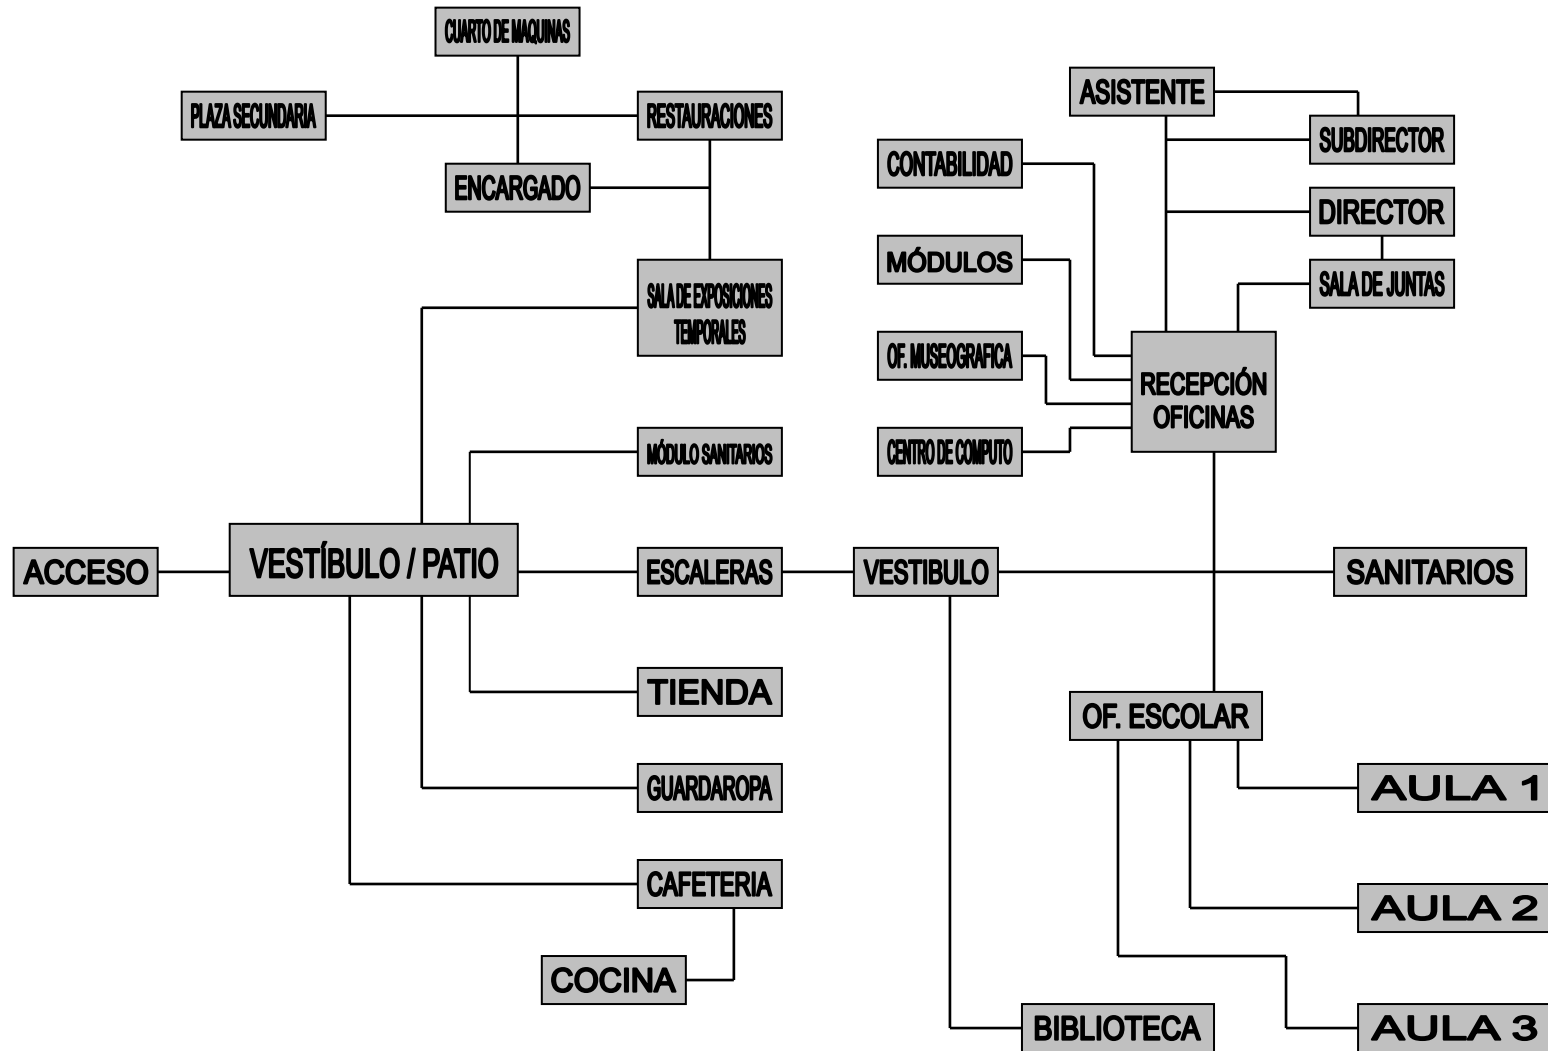 CUARTO DE MAQUINAS
PLAZA SECUNDARIA
RESTAURACIONES
ENCARGADO
SALA DE EXPOSICIONES
TEMPORALES
MÓDULO SANITARIOS
ACCESO
VESTÍBULO / PATIO
ESCALERAS
TIENDA
GUARDAROPA
CAFETERIA
COCINA
ASISTENTE
SUBDIRECTOR
CONTABILIDAD
DIRECTOR
MÓDULOS
SALA DE JUNTAS
OF. MUSEOGRAFICA
RECEPCIÓN
OFICINAS
CENTRO DE COMPUTO
VESTIBULO
SANITARIOS
OF. ESCOLAR
AULA 1
AULA 2
BIBLIOTECA
AULA 3